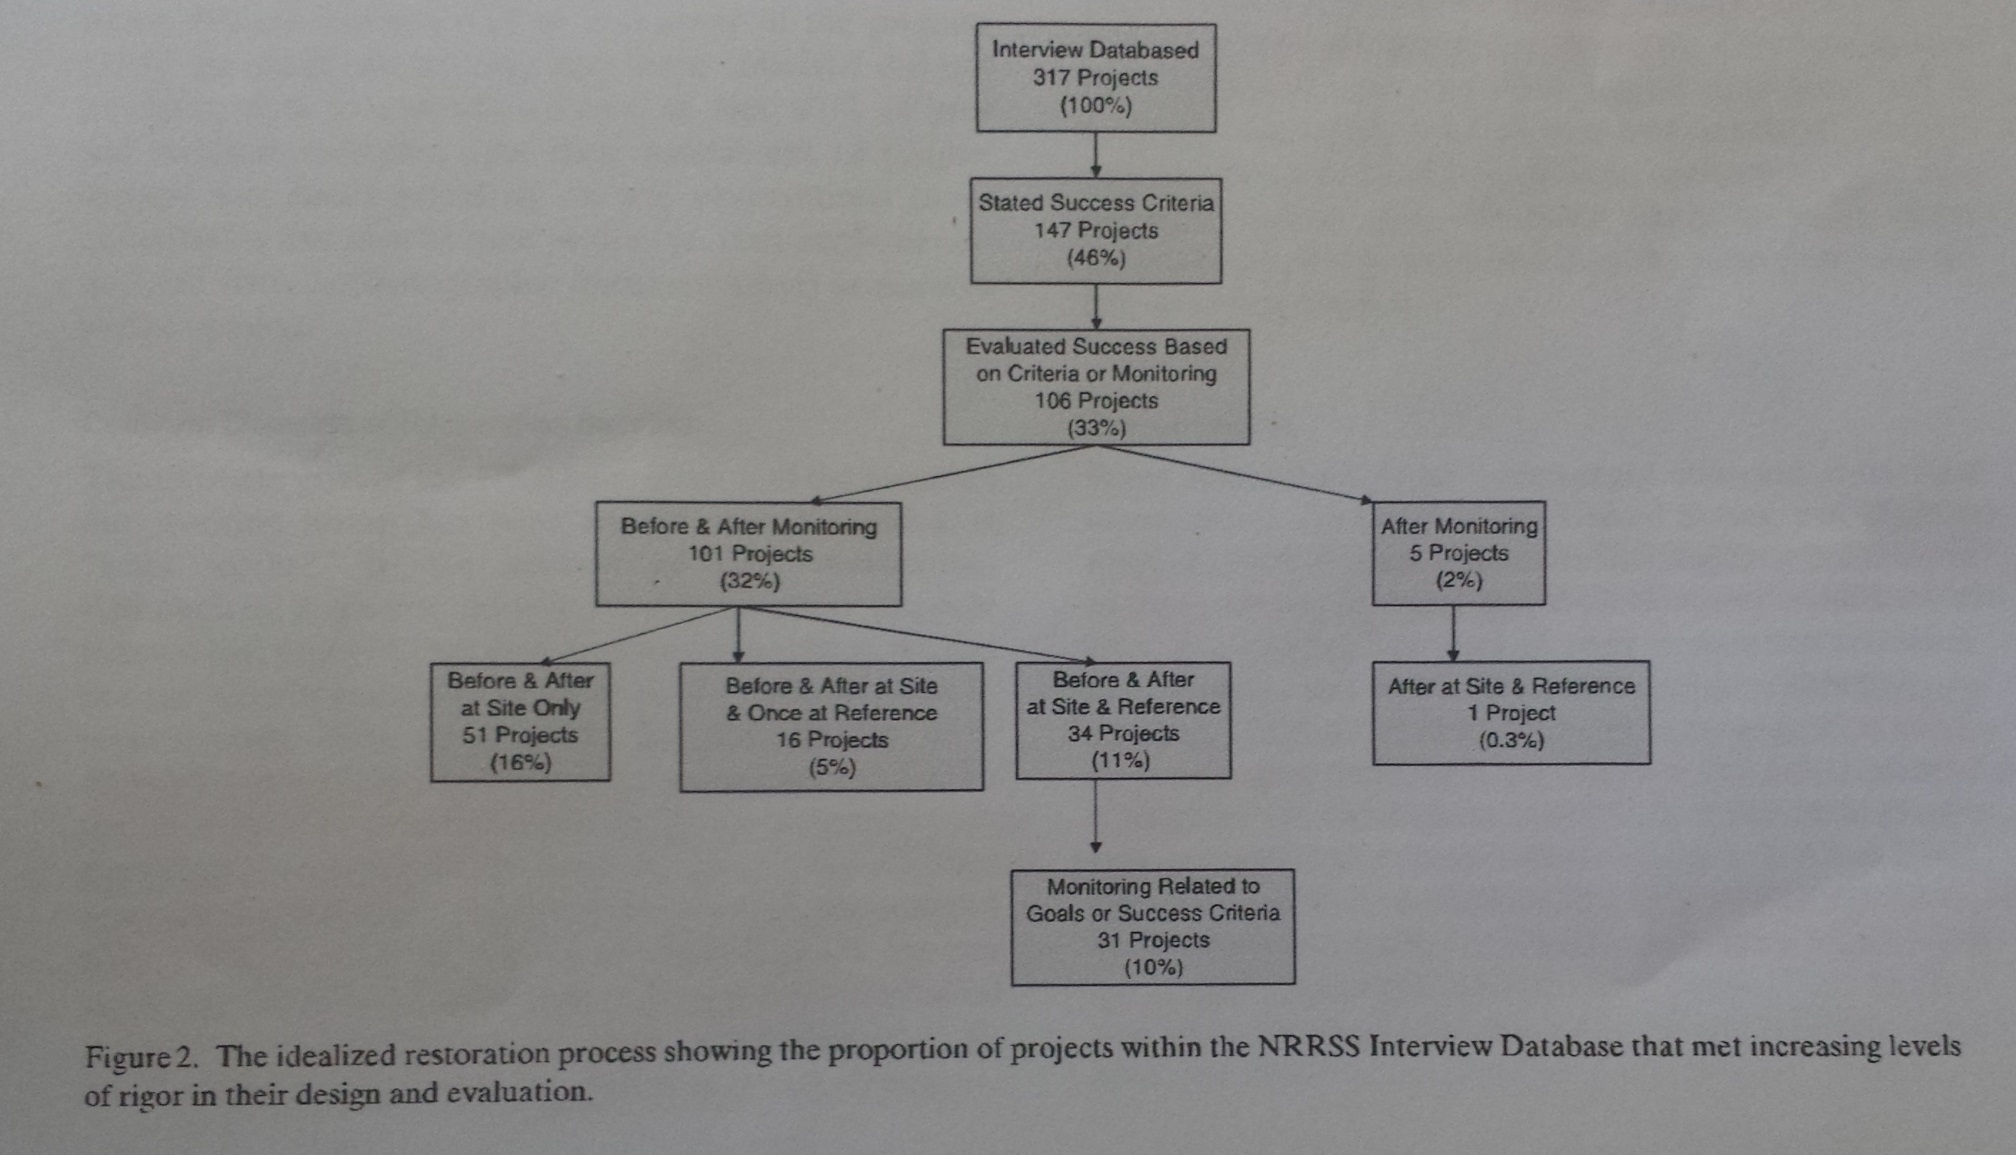 Interview Databased
317 Projects
(100%)
Stated Success Criteria
147 Projects
(46%)
Evaluated Success Based
on Criteria or Monitoring
106 Projects
(33%)
Before & After Monitoring
101 Projects
(32%)
After Monitoring
5 Projects
(2%)
Before & After
at Site Only
51 Projects
(16%)
Before & After at Site
& Once at Reference
16 Projects
(5%)
Before & After
at Site & Reference
34 Projects
(11%)
After at Site & Reference
1 Project
(0.3%)
Monitoring Related to
Goals or Success Criteria
31 Projects
(10%)
Figure 2. The idealized restoration process showing the proportion of projects within the NRRSS Interview Database that met increasing levels
of rigor in their design and evaluation.